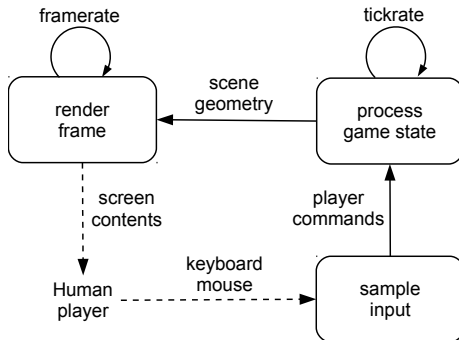 framerate
tickrate
render
frame
scene
geometry
process
game state
screen
contents
player
commands
Human
player
keyboard
mouse
sample
input